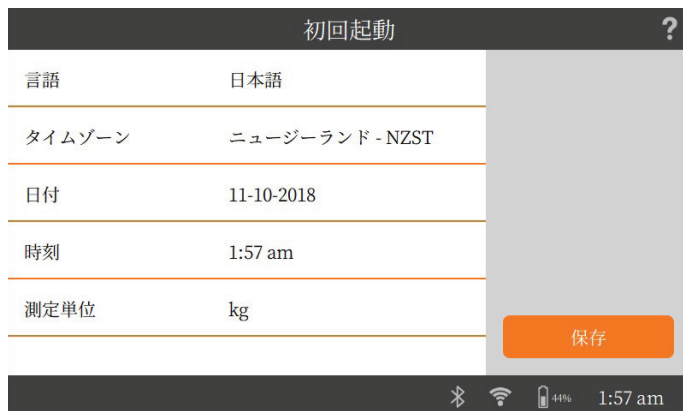 初回起動
?
言語 日本語
タイムゾーン ニュージーランド - NZST
日付 11-10-2018
時刻 1:57 am
測定単位 kg
保存
44% 1:57 am